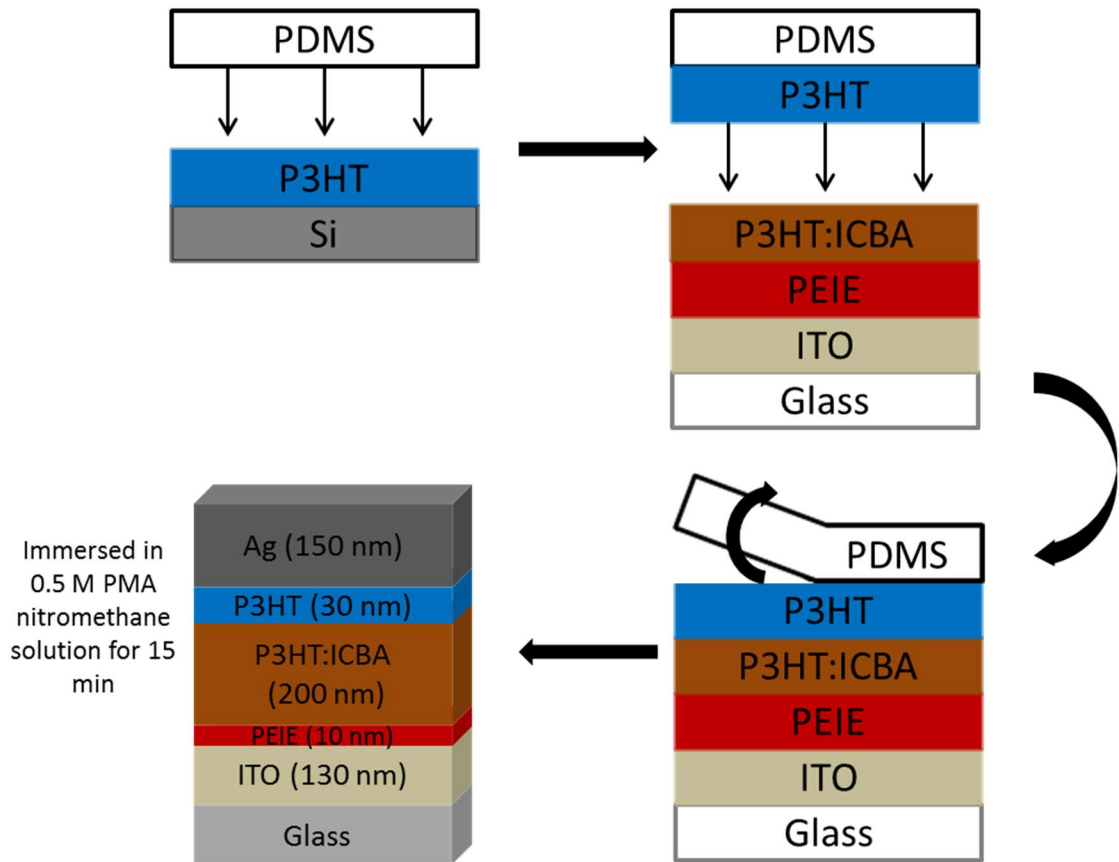 PDMS
P3HT
Si
PDMS
P3HT
P3HT:ICBA
PEIE
ITO
Glass
PDMS
P3HT
P3HT:ICBA
PEIE
ITO
Glass
Immersed in
0.5 M PMA
nitromethane
solution for 15
min
Ag (150 nm)
P3HT (30 nm)
P3HT:ICBA
(200 nm)
PEIE (10 nm)
ITO (130 nm)
Glass